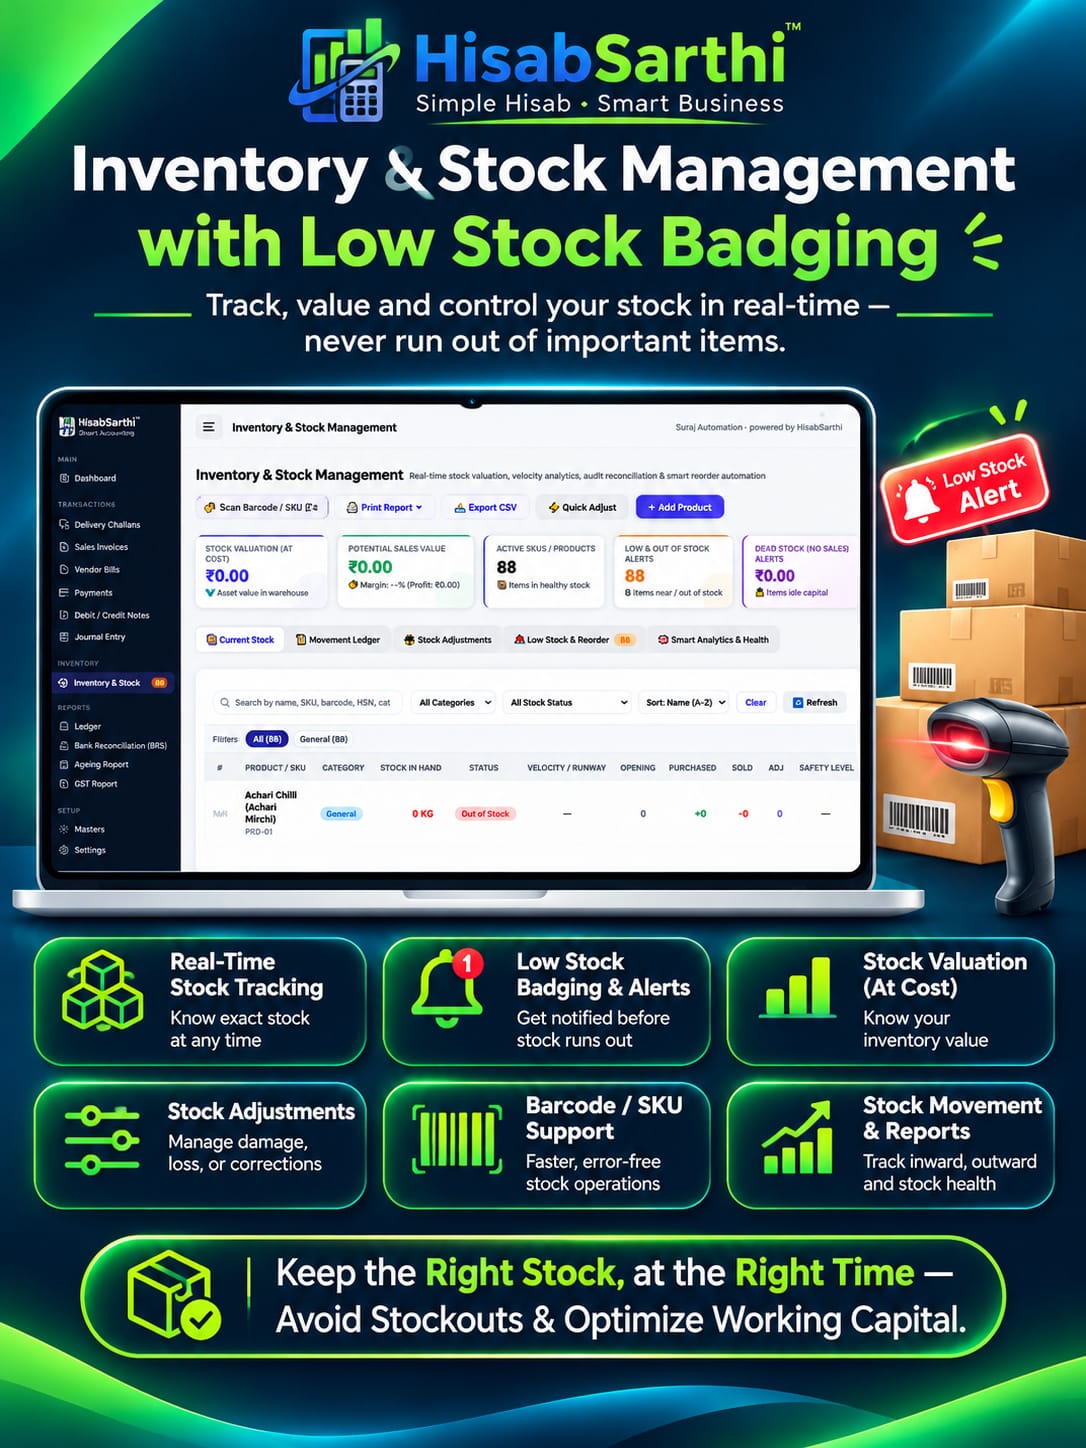 HisabSarthi™
Simple Hisab • Smart Business
Inventory & Stock Management
with Low Stock Badging
Track, value and control your stock in real-time —
never run out of important items.
HisabSarthi™
Smart Accounting
MAIN
Dashboard
TRANSACTIONS
Delivery Challans
Sales Invoices
Vendor Bills
Payments
Debit / Credit Notes
Journal Entry
INVENTORY
Inventory & Stock 88
REPORTS
Ledger
Bank Reconciliation (BRS)
Ageing Report
GST Report
SETUP
Masters
Settings
Inventory & Stock Management
Suraj Automation • powered by HisabSarthi
Inventory & Stock Management Real-time stock valuation, velocity analytics, audit reconciliation & smart reorder automation
Scan Barcode / SKU
Print Report
Export CSV
Quick Adjust
+ Add Product
STOCK VALUATION (AT COST)
₹0.00
Asset value in warehouse
POTENTIAL SALES VALUE
₹0.00
Margin: --% (Profit: ₹0.00)
ACTIVE SKUS / PRODUCTS
88
Items in healthy stock
LOW & OUT OF STOCK ALERTS
88
8 items near / out of stock
DEAD STOCK (NO SALES) ALERTS
₹0.00
Items idle capital
Current Stock
Movement Ledger
Stock Adjustments
Low Stock & Reorder 88
Smart Analytics & Health
Search by name, SKU, barcode, HSN, cat
All Categories
All Stock Status
Sort: Name (A-Z)
Clear
Refresh
Filters All (88) General (88)
# PRODUCT / SKU CATEGORY STOCK IN HAND STATUS VELOCITY / RUNWAY OPENING PURCHASED SOLD ADJ SAFETY LEVEL
Achari Chilli
(Achari
Mirchi)
PRD-01
General 0 KG Out of Stock — 0 +0 -0 0 —
Low Stock
Alert
Real-Time
Stock Tracking
Know exact stock
at any time
1
Low Stock
Badging & Alerts
Get notified before
stock runs out
Stock Valuation
(At Cost)
Know your
inventory value
Stock Adjustments
Manage damage,
loss, or corrections
Barcode / SKU
Support
Faster, error-free
stock operations
Stock Movement
& Reports
Track inward, outward
and stock health
Keep the Right Stock, at the Right Time —
Avoid Stockouts & Optimize Working Capital.